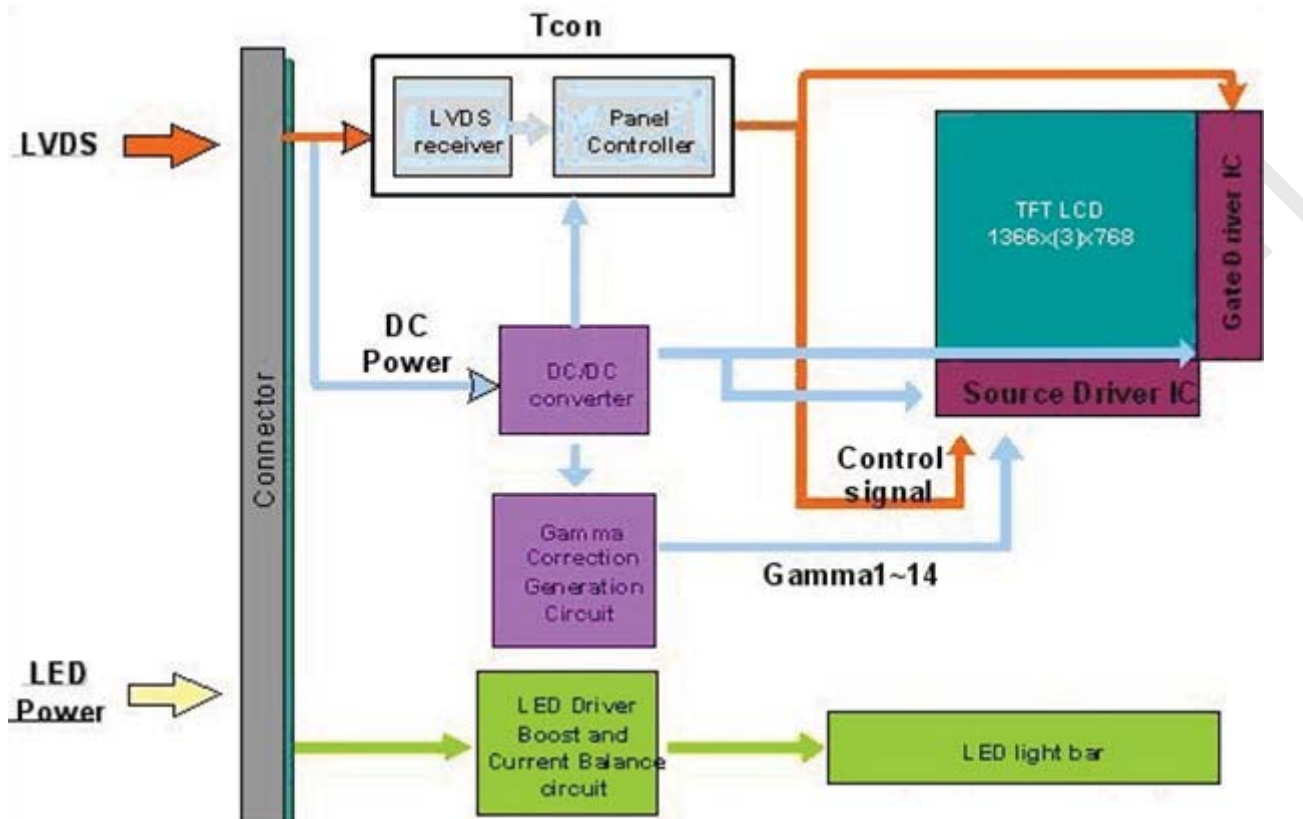 Tcon
LVDS
LVDS
receiver
Panel
Controller
TFT LCD
1366x(3)x768
GateDriver IC
DC
Power
DC/DC
converter
Source Driver IC
Connector
Control
signal
Gamma
Correction
Generation
Circuit
Gamma1~14
LED
Power
LED Driver
Boost and
Current Balance
circuit
LED light bar